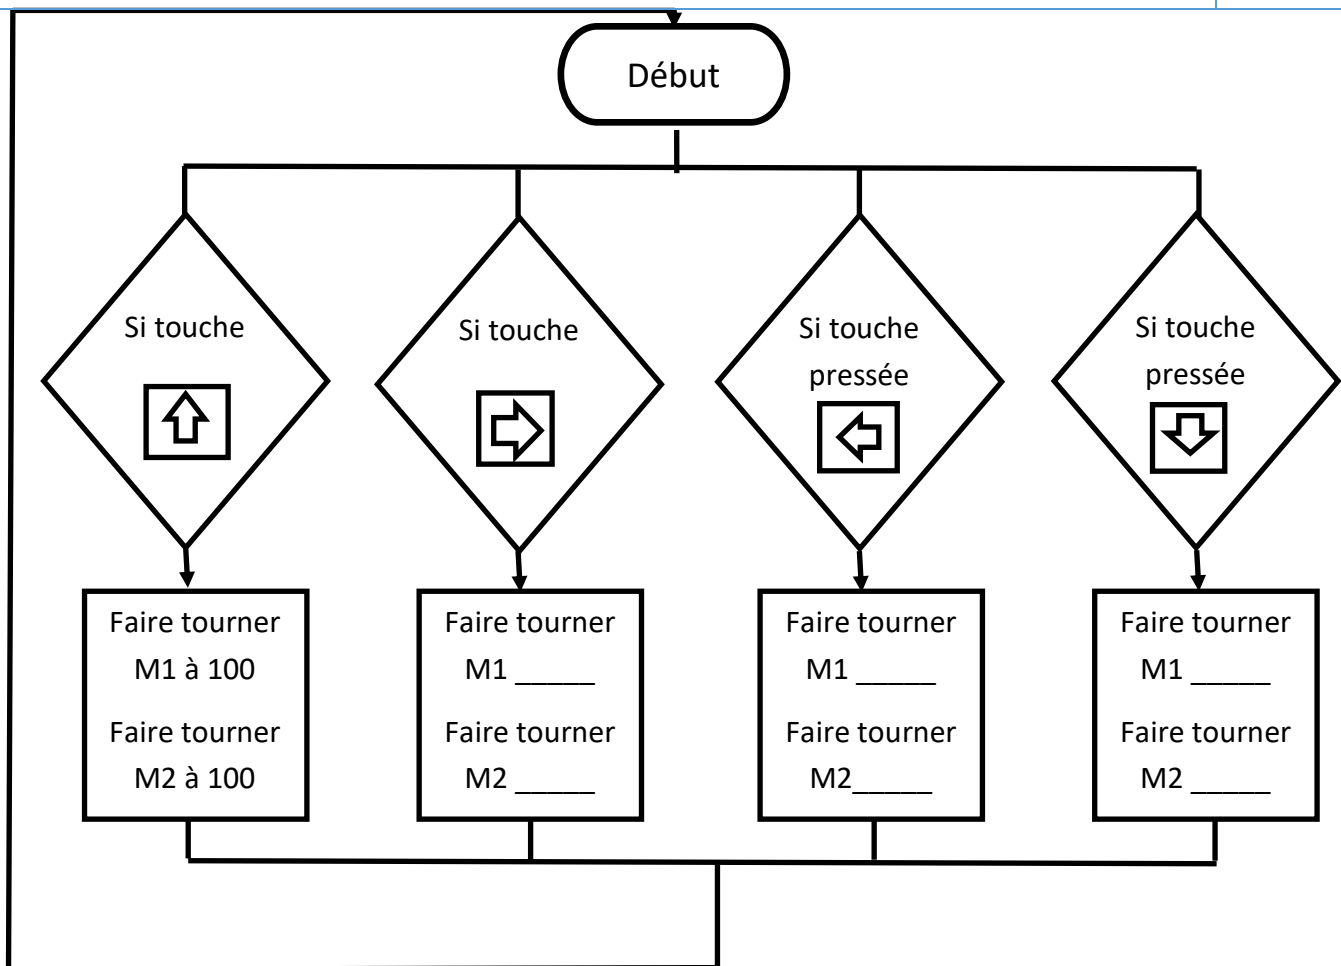 Début
Si touche
Si touche
Si touche
pressée
Si touche
pressée
Faire tourner
M1 à 100
Faire tourner
M2 à 100
Faire tourner
M1 _____
Faire tourner
M2 _____
Faire tourner
M1 _____
Faire tourner
M2_____
Faire tourner
M1 _____
Faire tourner
M2 _____